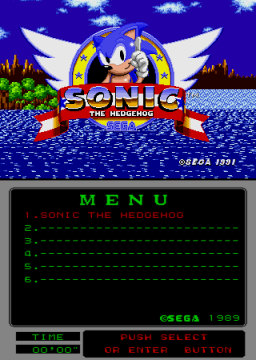 SONIC
THE HEDGEHOG
SEGA
©SEGA 1991
MENU
1.SONIC THE HEDGEHOG
2.--------------------------
3.--------------------------
4.--------------------------
5.--------------------------
6.--------------------------
©SEGA 1989
TIME
00'00"
PUSH SELECT
OR ENTER BUTTON